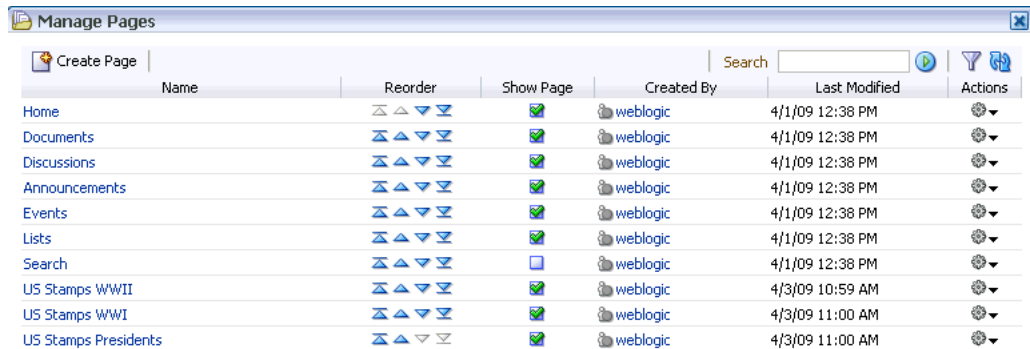 Manage Pages
Create Page Search
Name Reorder Show Page Created By Last Modified Actions
Home weblogic 4/1/09 12:38 PM
Documents weblogic 4/1/09 12:38 PM
Discussions weblogic 4/1/09 12:38 PM
Announcements weblogic 4/1/09 12:38 PM
Events weblogic 4/1/09 12:38 PM
Lists weblogic 4/1/09 12:38 PM
Search weblogic 4/1/09 12:38 PM
US Stamps WWII weblogic 4/3/09 10:59 AM
US Stamps WWI weblogic 4/3/09 11:00 AM
US Stamps Presidents weblogic 4/3/09 11:00 AM